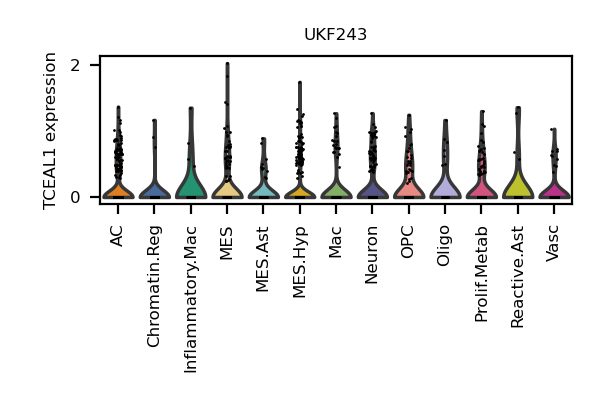 UKF243
TCEAL1 expression
2
0
AC
Chromatin.Reg
Inflammatory.Mac
MES
MES.Ast
MES.Hyp
Mac
Neuron
OPC
Oligo
Prolif.Metab
Reactive.Ast
Vasc